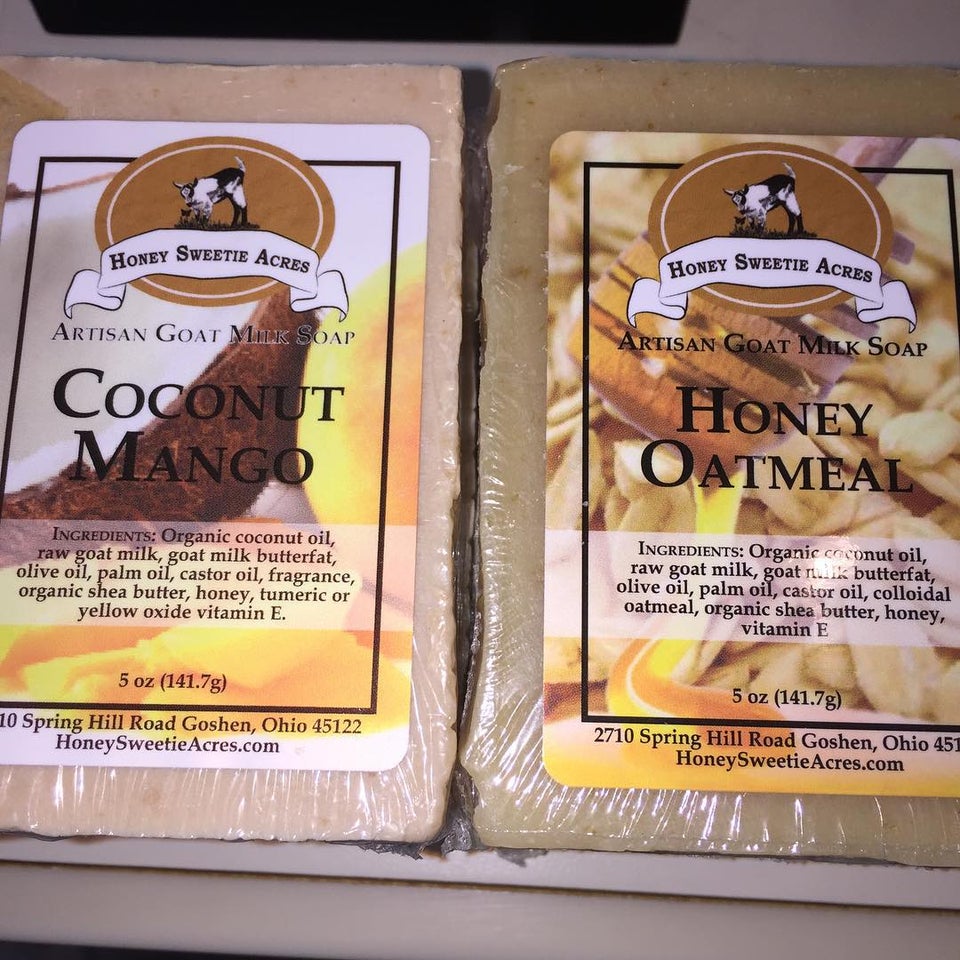 HONEY SWEETIE ACRES
ARTISAN GOAT MILK SOAP
COCONUT
MANGO
INGREDIENTS: Organic coconut oil,
raw goat milk, goat milk butterfat,
olive oil, palm oil, castor oil, fragrance,
organic shea butter, honey, tumeric or
yellow oxide vitamin E.
5 oz (141.7g)
10 Spring Hill Road Goshen, Ohio 45122
HoneySweetieAcres.com
HONEY SWEETIE ACRES
ARTISAN GOAT MILK SOAP
HONEY
OATMEAL
INGREDIENTS: Organic coconut oil,
raw goat milk, goat milk butterfat,
olive oil, palm oil, castor oil, colloidal
oatmeal, organic shea butter, honey,
vitamin E
5 oz (141.7g)
2710 Spring Hill Road Goshen, Ohio 451
HoneySweetieAcres.com